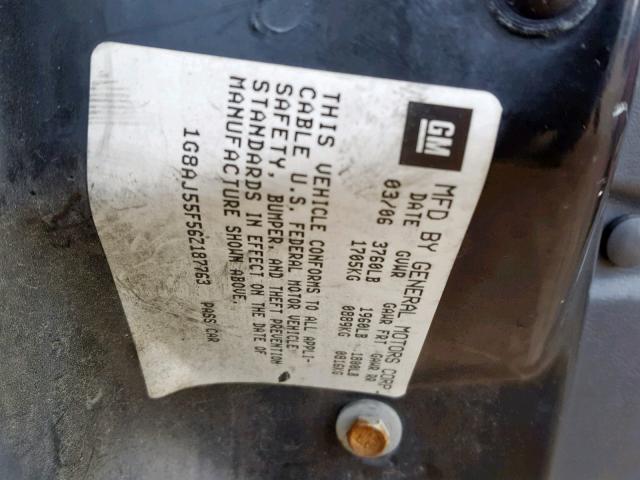 GM
MFD BY GENERAL MOTORS CORP
DATE GVWR GAWR FRT GAWR RR
03/06 3760LB 1960LB 1800LB
1705KG 0889KG 0816KG
THIS VEHICLE CONFORMS TO ALL APPLI-
CABLE U.S. FEDERAL MOTOR VEHICLE
SAFETY, BUMPER, AND THEFT PREVENTION
STANDARDS IN EFFECT ON THE DATE OF
MANUFACTURE SHOWN ABOVE.
1G8AJ55F56Z187763 PASS CAR